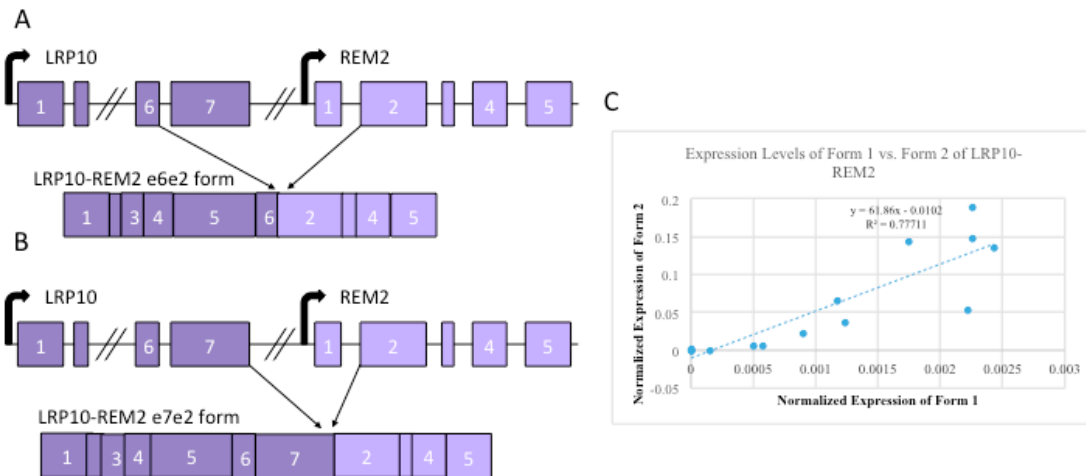 A
LRP10 REM2
1 6 7 1 2 4 5
LRP10-REM2 e6e2 form
1 3 4 5 6 2 4 5
B
LRP10 REM2
1 6 7 1 2 4 5
LRP10-REM2 e7e2 form
1 3 4 5 6 7 2 4 5
C
Expression Levels of Form 1 vs. Form 2 of LRP10-
REM2
y = 61.86x - 0.0102
R² = 0.77711
Normalized Expression of Form 2
0.2
0.15
0.1
0.05
0
-0.05
0 0.0005 0.001 0.0015 0.002 0.0025 0.003
Normalized Expression of Form 1